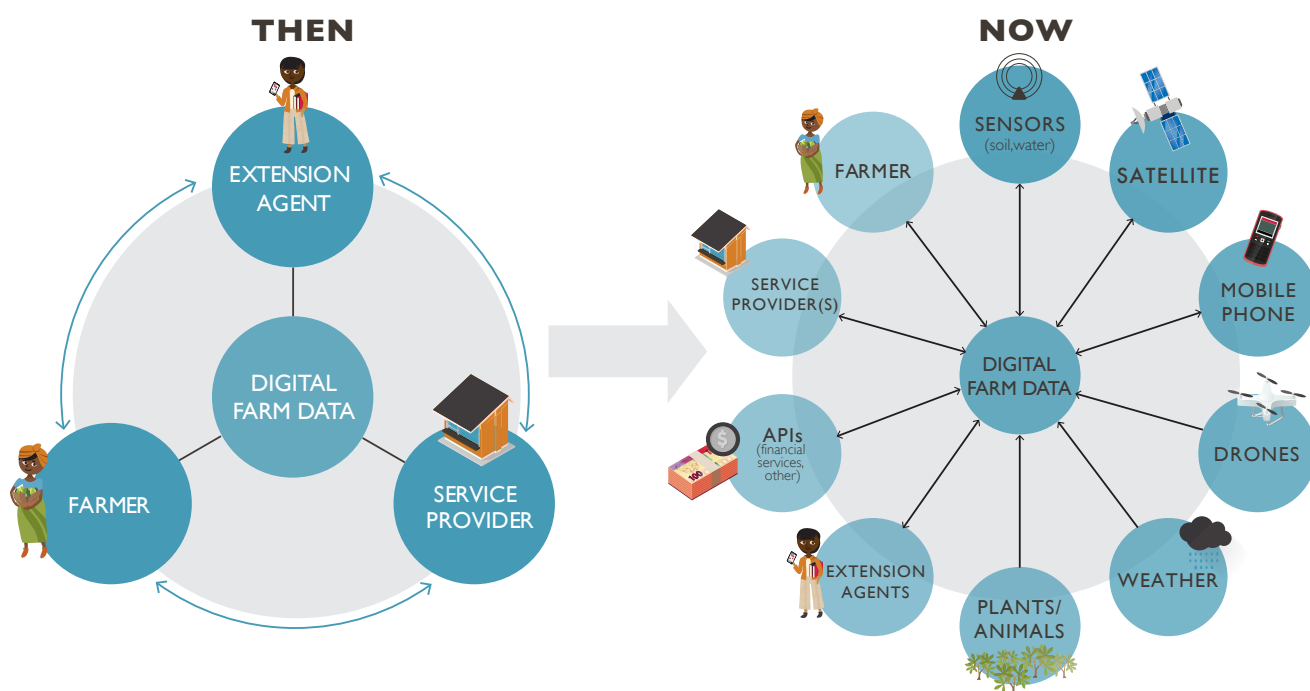 THEN
EXTENSION
AGENT
DIGITAL
FARM DATA
FARMER
SERVICE
PROVIDER
NOW
SENSORS
(soil,water)
SATELLITE
MOBILE
PHONE
DRONES
WEATHER
PLANTS/
ANIMALS
EXTENSION
AGENTS
APIs
(financial
services,
other)
$
100
SERVICE
PROVIDER(S)
FARMER
DIGITAL
FARM DATA